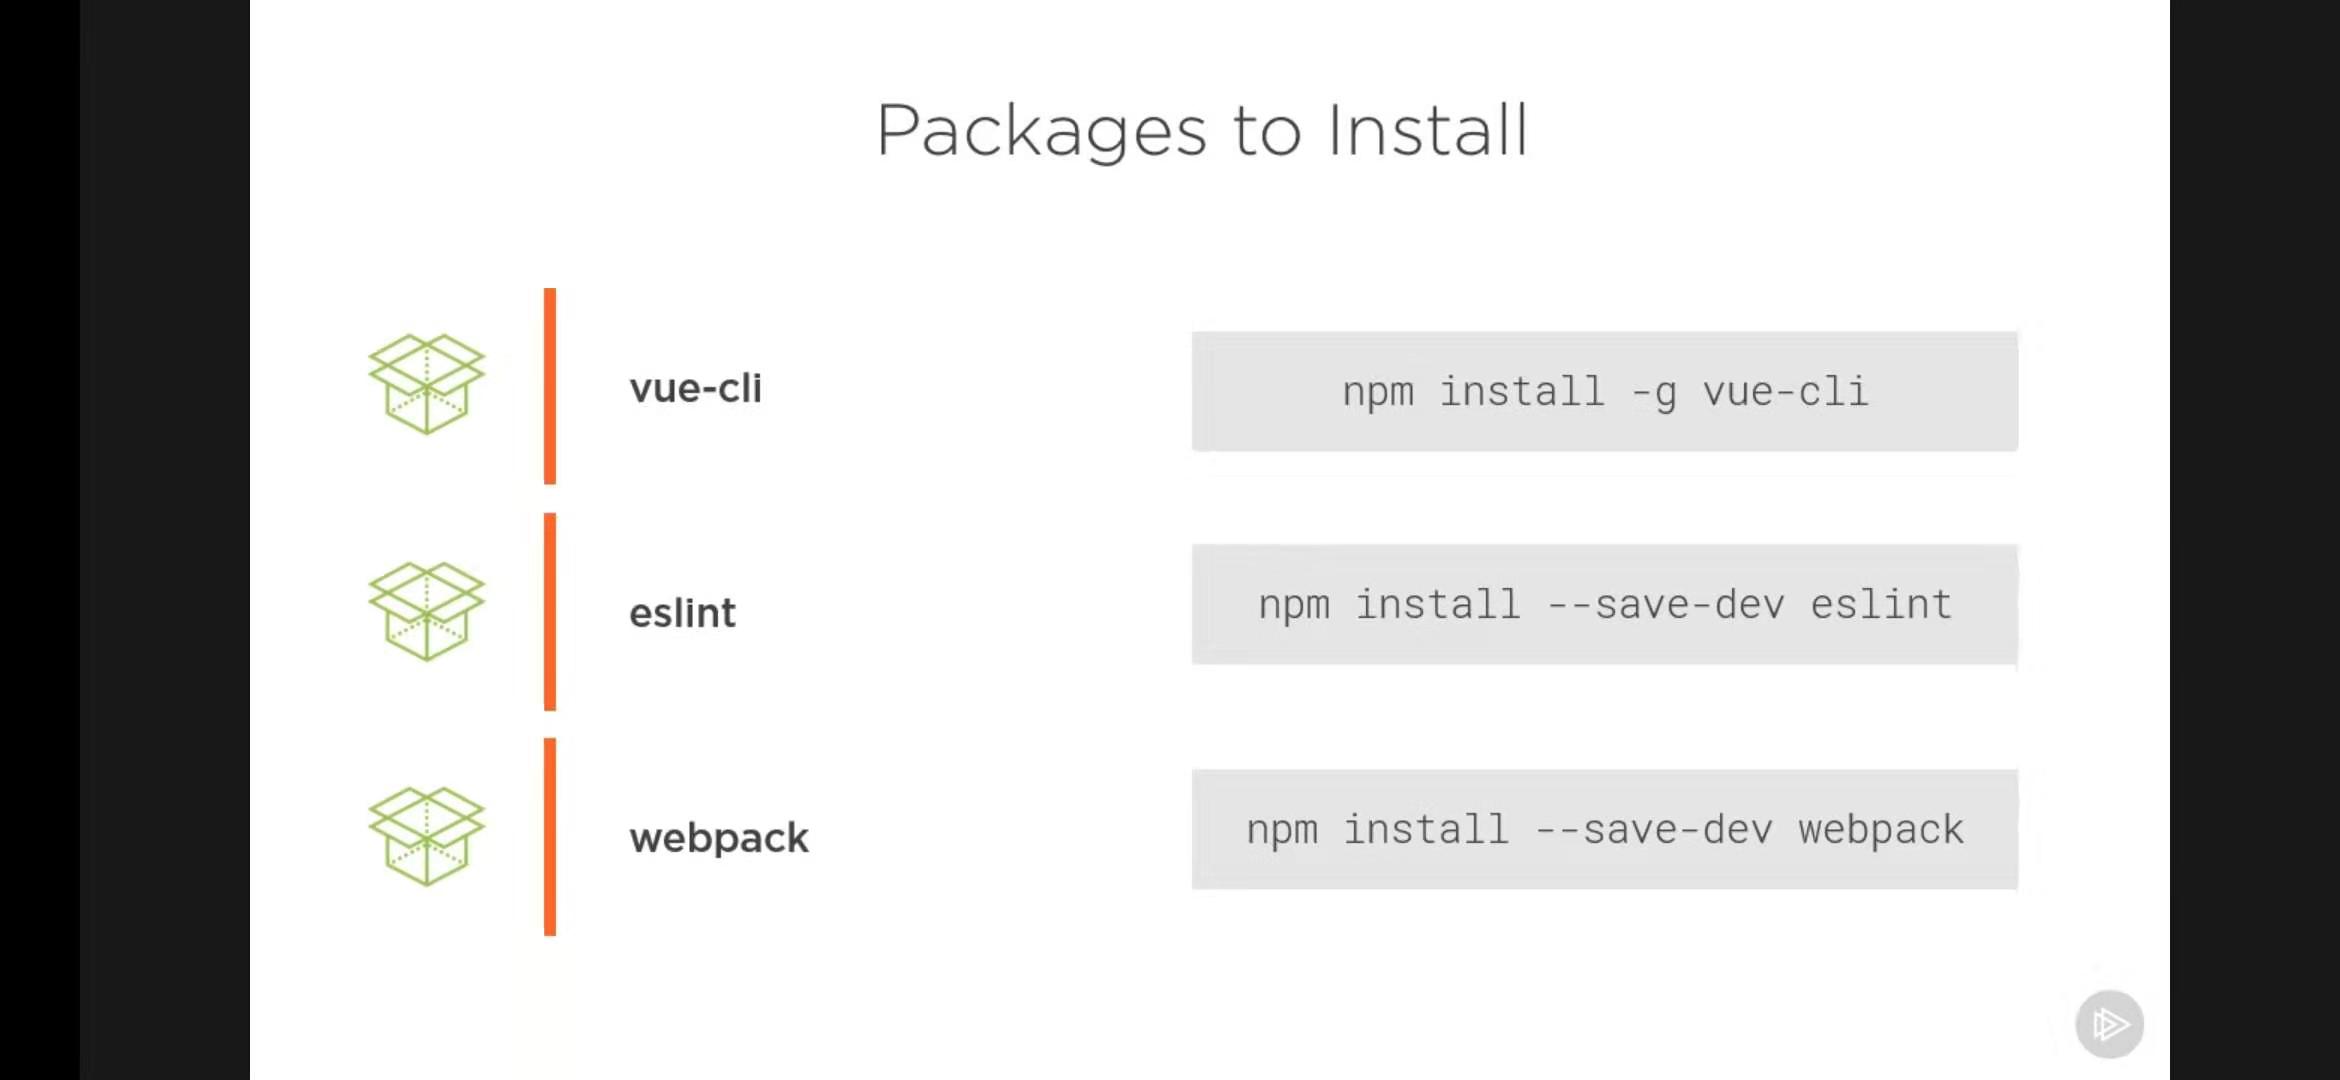 Packages to Install
vue-cli
npm install -g vue-cli
eslint
npm install --save-dev eslint
webpack
npm install --save-dev webpack